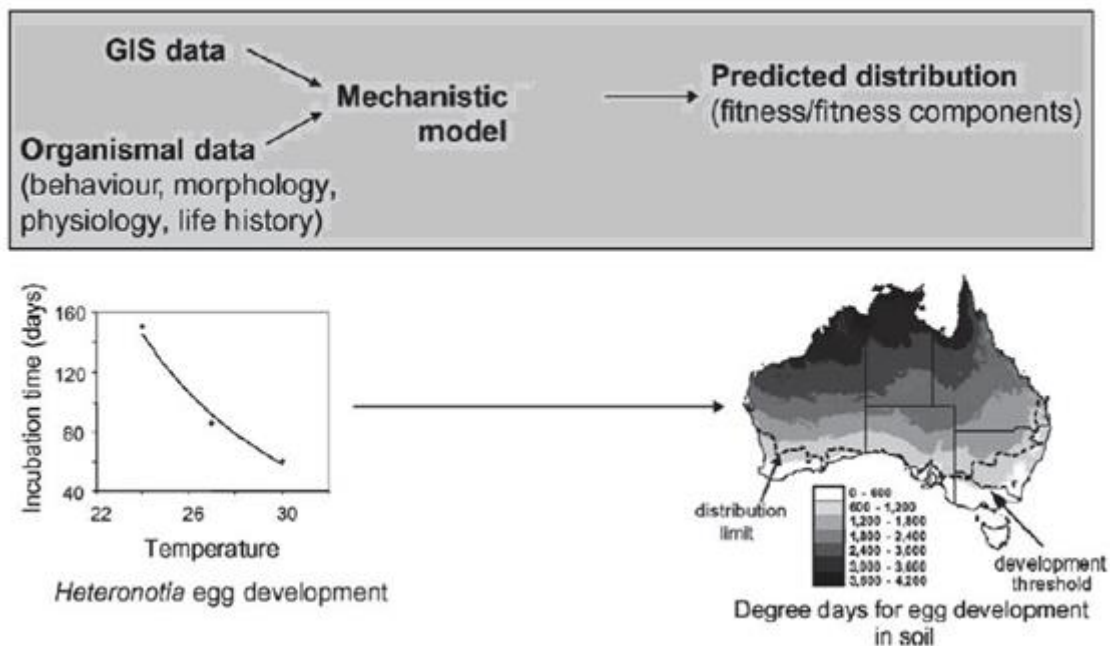 GIS data
Mechanistic
model
Predicted distribution
(fitness/fitness components)
Organismal data
(behaviour, morphology,
physiology, life history)
Incubation time (days)
160
120
80
40
22
26
30
Temperature
Heteronotia egg development
distribution
limit
0 - 600
600 - 1,200
1,200 - 1,800
1,800 - 2,400
2,400 - 3,000
3,000 - 3,600
3,600 - 4,200
development
threshold
Degree days for egg development
in soil